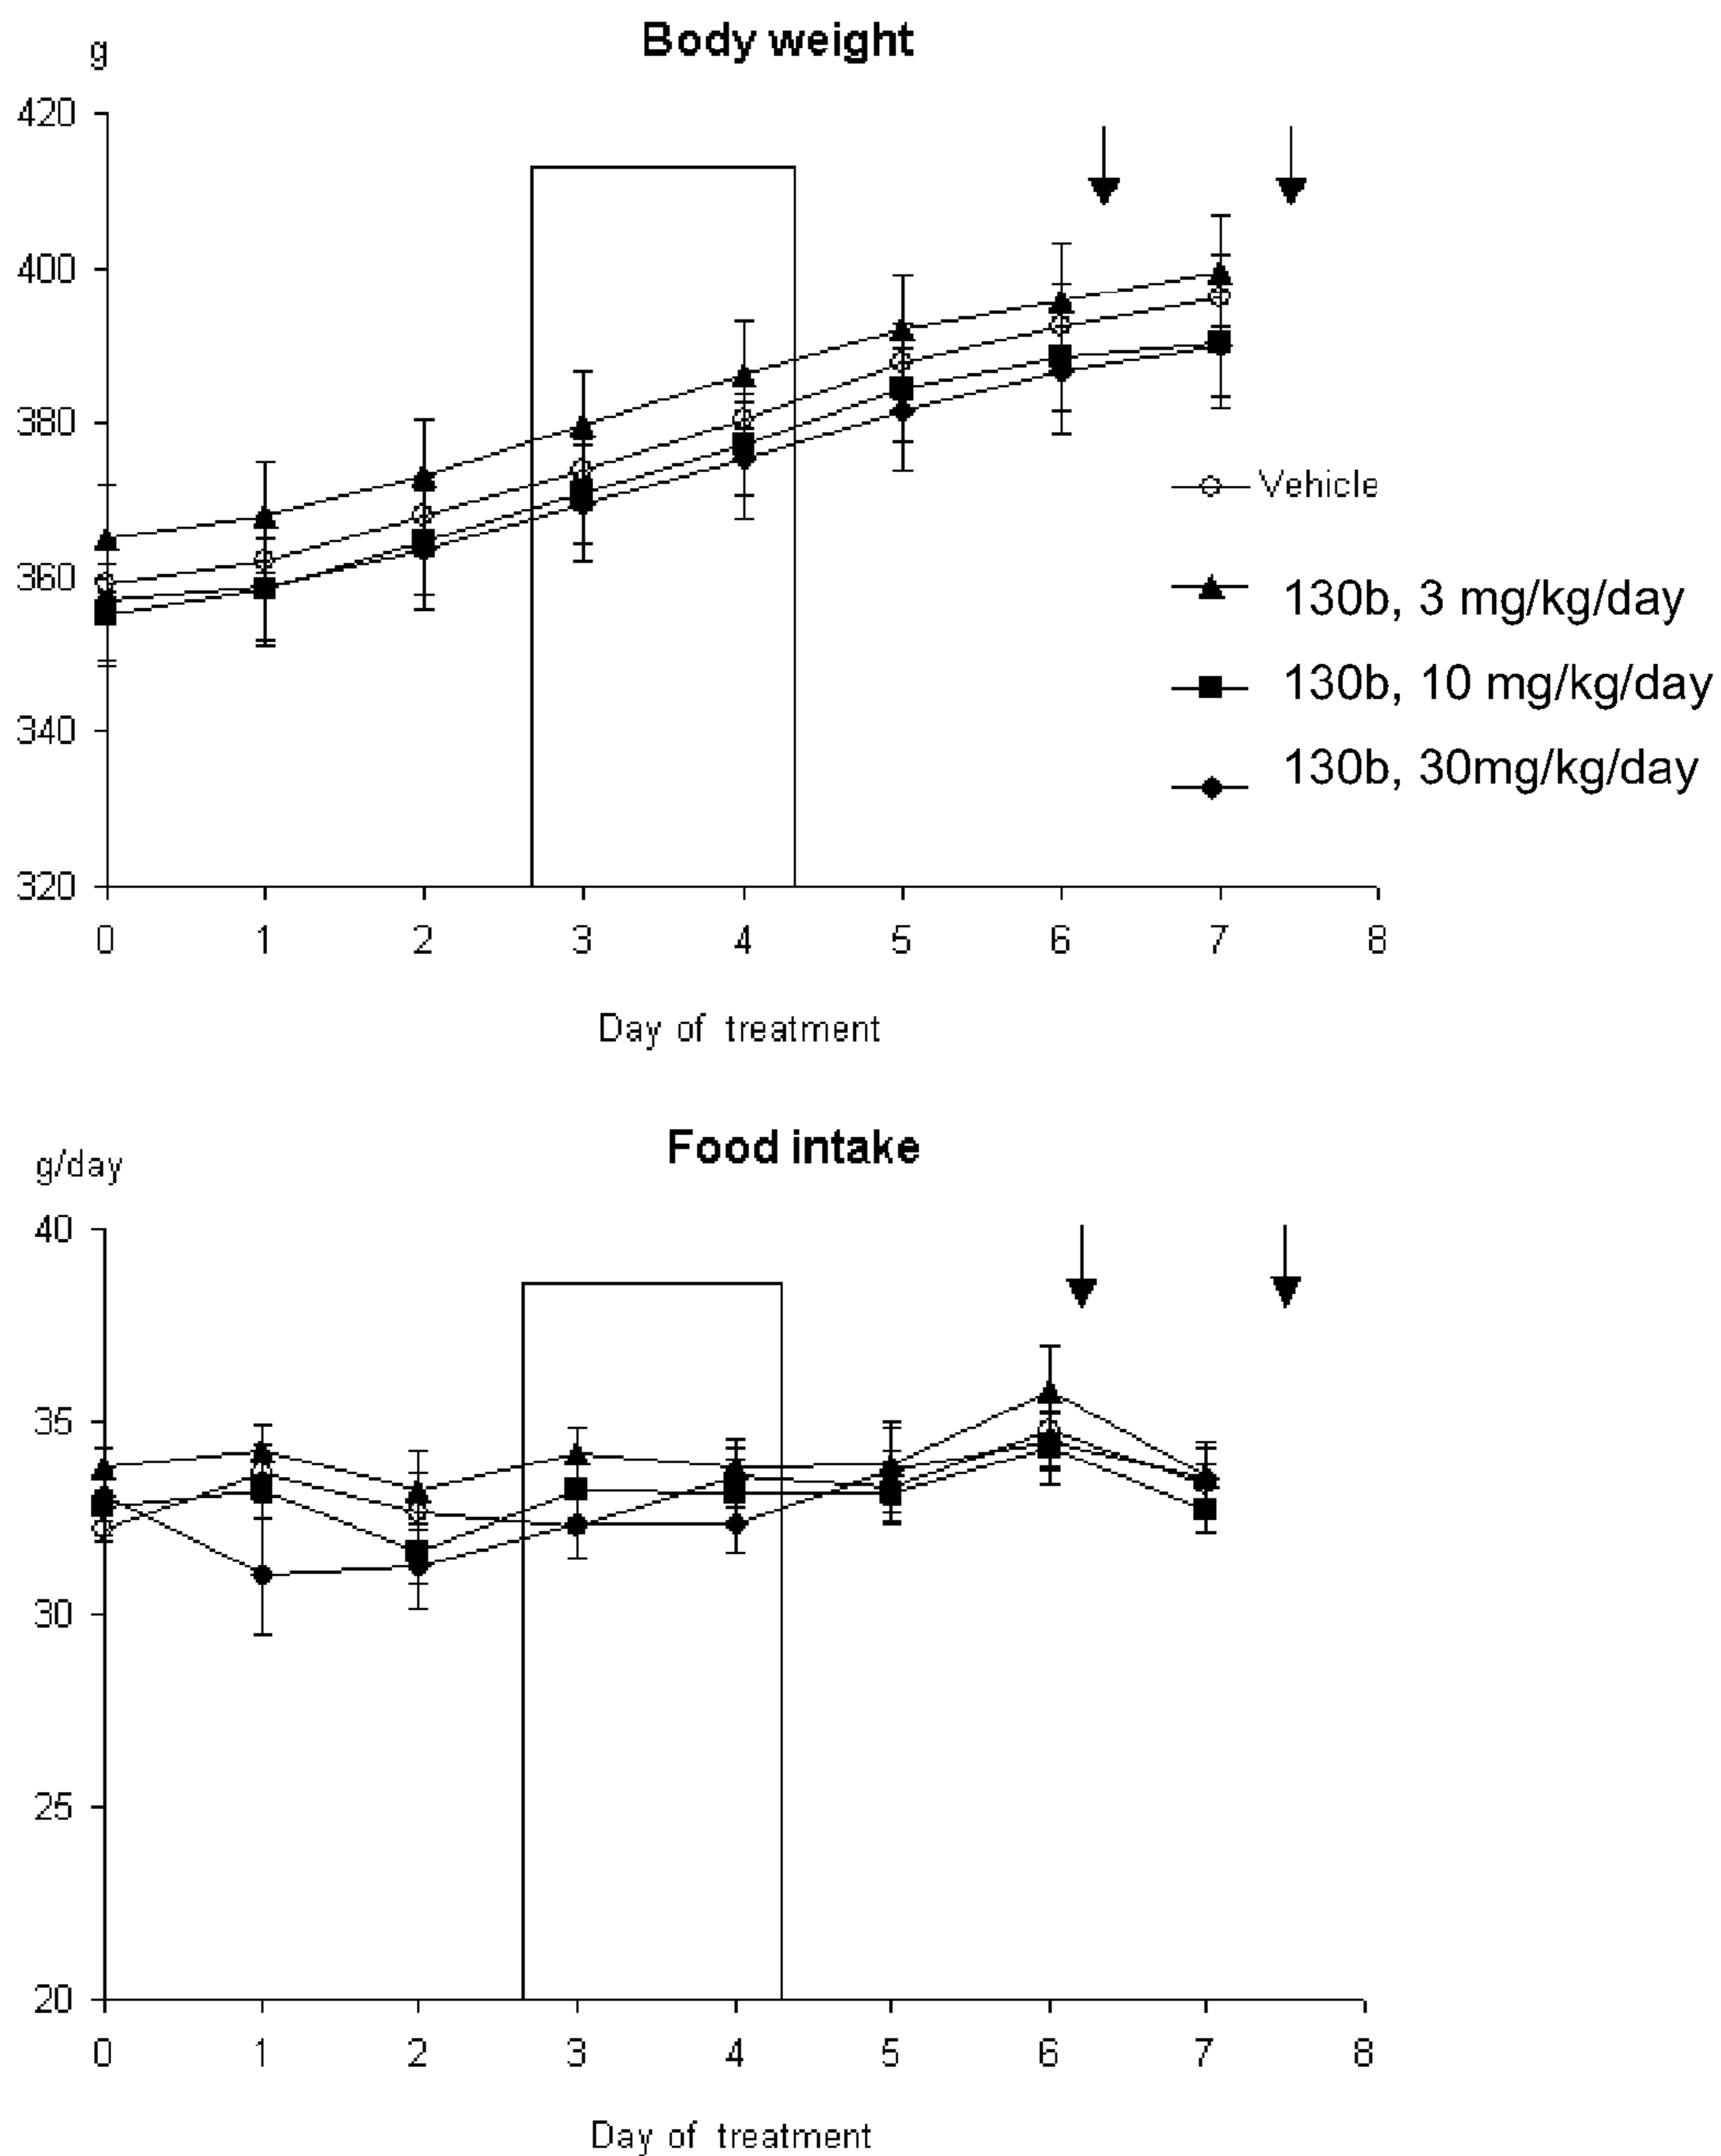 Body weight
g
420
400
380
360
340
320
0 1 2 3 4 5 6 7 8
Day of treatment
Vehicle
130b, 3 mg/kg/day
130b, 10 mg/kg/day
130b, 30mg/kg/day
Food intake
g/day
40
35
30
25
20
0 1 2 3 4 5 6 7 8
Day of treatment